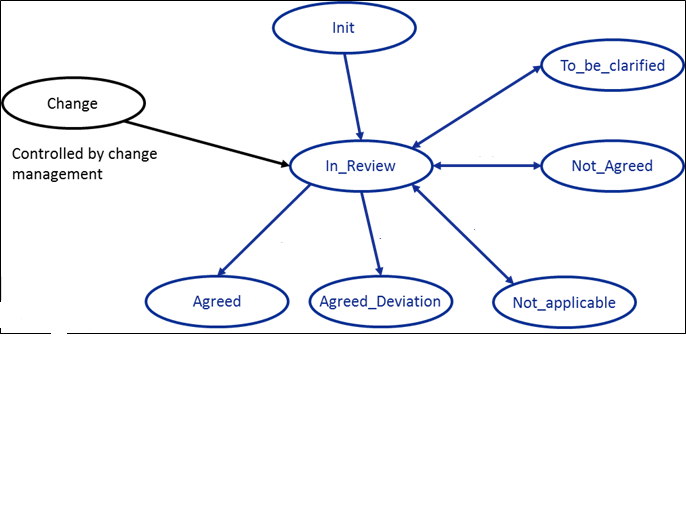 Init
To_be_clarified
Change
Controlled by change
management
In_Review
Not_Agreed
Agreed
Agreed_Deviation
Not_applicable